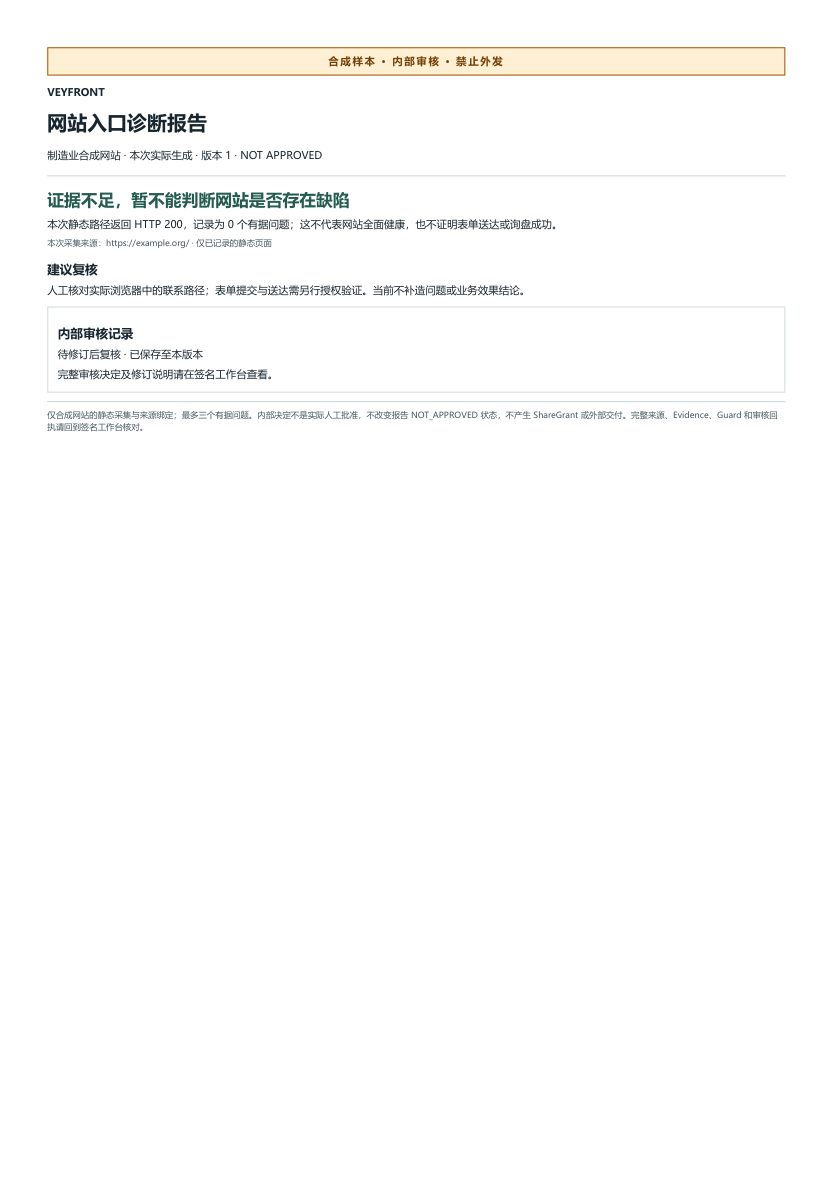 合成样本 · 内部审核 · 禁止外发
VEYFRONT
网站入口诊断报告
制造业合成网站 · 本次实际生成 · 版本 1 · NOT APPROVED
证据不足，暂不能判断网站是否存在缺陷
本次静态路径返回 HTTP 200，记录为 0 个有据问题；这不代表网站全面健康，也不证明表单送达或询盘成功。
本次采集来源：https://example.org/ · 仅已记录的静态页面
建议复核
人工核对实际浏览器中的联系路径；表单提交与送达需另行授权验证。当前不补造问题或业务效果结论。
内部审核记录
待修订后复核 · 已保存至本版本
完整审核决定及修订说明请在签名工作台查看。
仅合成网站的静态采集与来源绑定；最多三个有据问题。内部决定不是实际人工批准，不改变报告 NOT_APPROVED 状态，不产生 ShareGrant 或外部交付。完整来源、Evidence、Guard 和审核回
执请回到签名工作台核对。